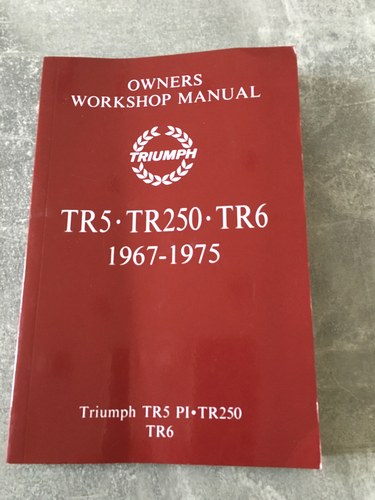 OWNERS
WORKSHOP MANUAL
TRIUMPH
TR5 · TR250 · TR6
1967-1975
Triumph TR5 PI · TR250
TR6